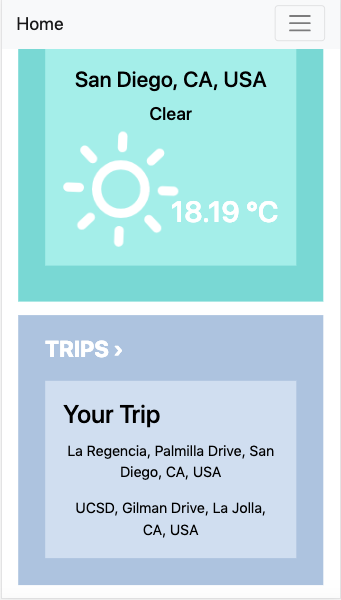 Home
San Diego, CA, USA
Clear
18.19 °C
TRIPS ›
Your Trip
La Regencia, Palmilla Drive, San
Diego, CA, USA
UCSD, Gilman Drive, La Jolla,
CA, USA